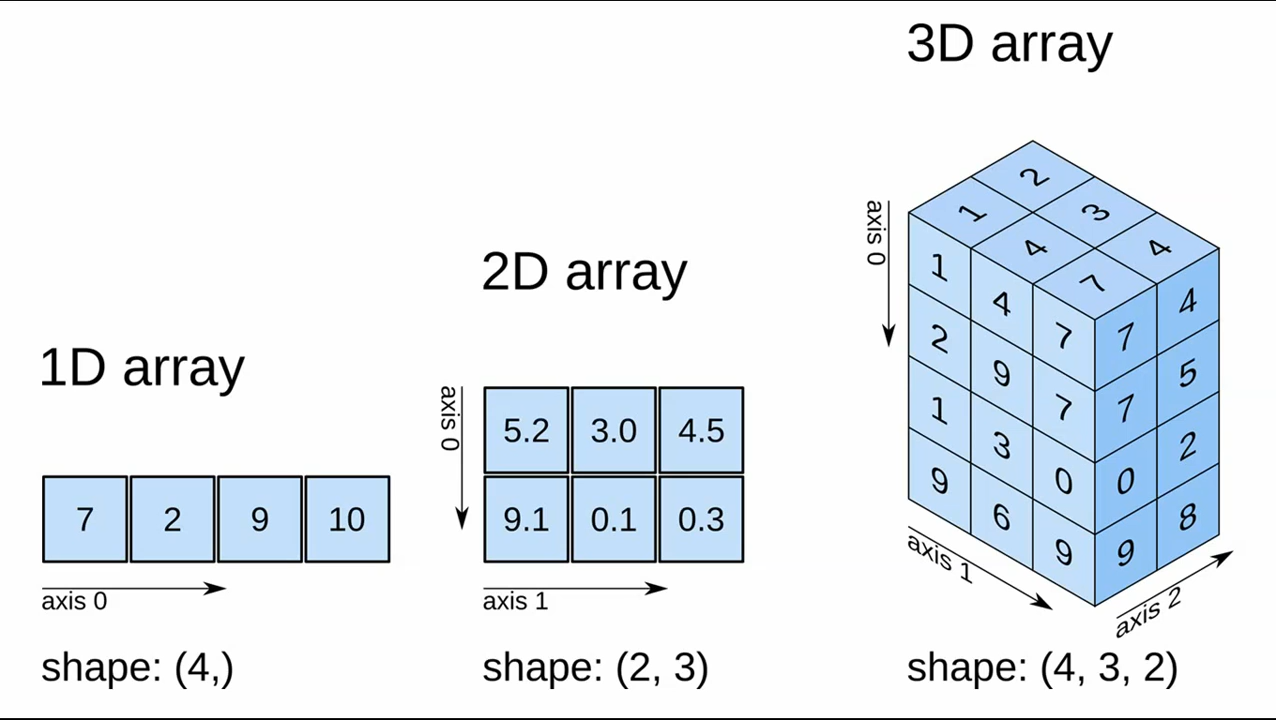 1D array
7 2 9 10
axis 0
shape: (4,)
2D array
axis 0
5.2 3.0 4.5
9.1 0.1 0.3
axis 1
shape: (2, 3)
3D array
axis 0
2
1 3
4 4
7
1 4 7 7 4
2 9 7 7 5
1 3 0 0 2
9 6 9 9 8
axis 1
axis 2
shape: (4, 3, 2)